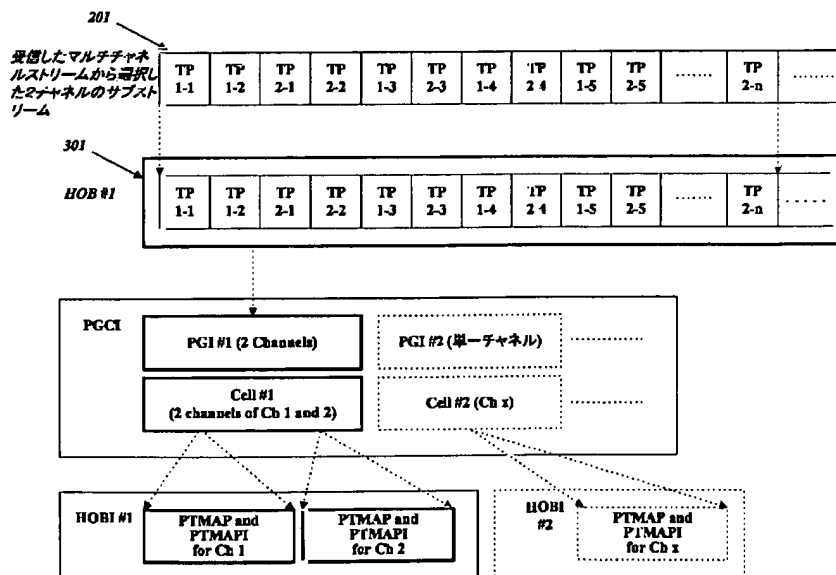 201
受信したマルチチャネ
ルストリームから選択し
た2チャネルのサブスト
リーム
TP 1-1 TP 1-2 TP 2-1 TP 2-2 TP 1-3 TP 2-3 TP 1-4 TP 2 4 TP 1-5 TP 2-5 ...... TP 2-n ......
301
HOB #1
TP 1-1 TP 1-2 TP 2-1 TP 2-2 TP 1-3 TP 2-3 TP 1-4 TP 2 4 TP 1-5 TP 2-5 ...... TP 2-n ......
PGCI
PGI #1 (2 Channels)
PGI #2 (単一チャネル)
Cell #1
(2 channels of Ch 1 and 2)
Cell #2 (Ch x)
HOBI #1
PTMAP and
PTMAPI
for Ch 1
PTMAP and
PTMAPI
for Ch 2
HOBI
#2
PTMAP and
PTMAPI
for Ch x